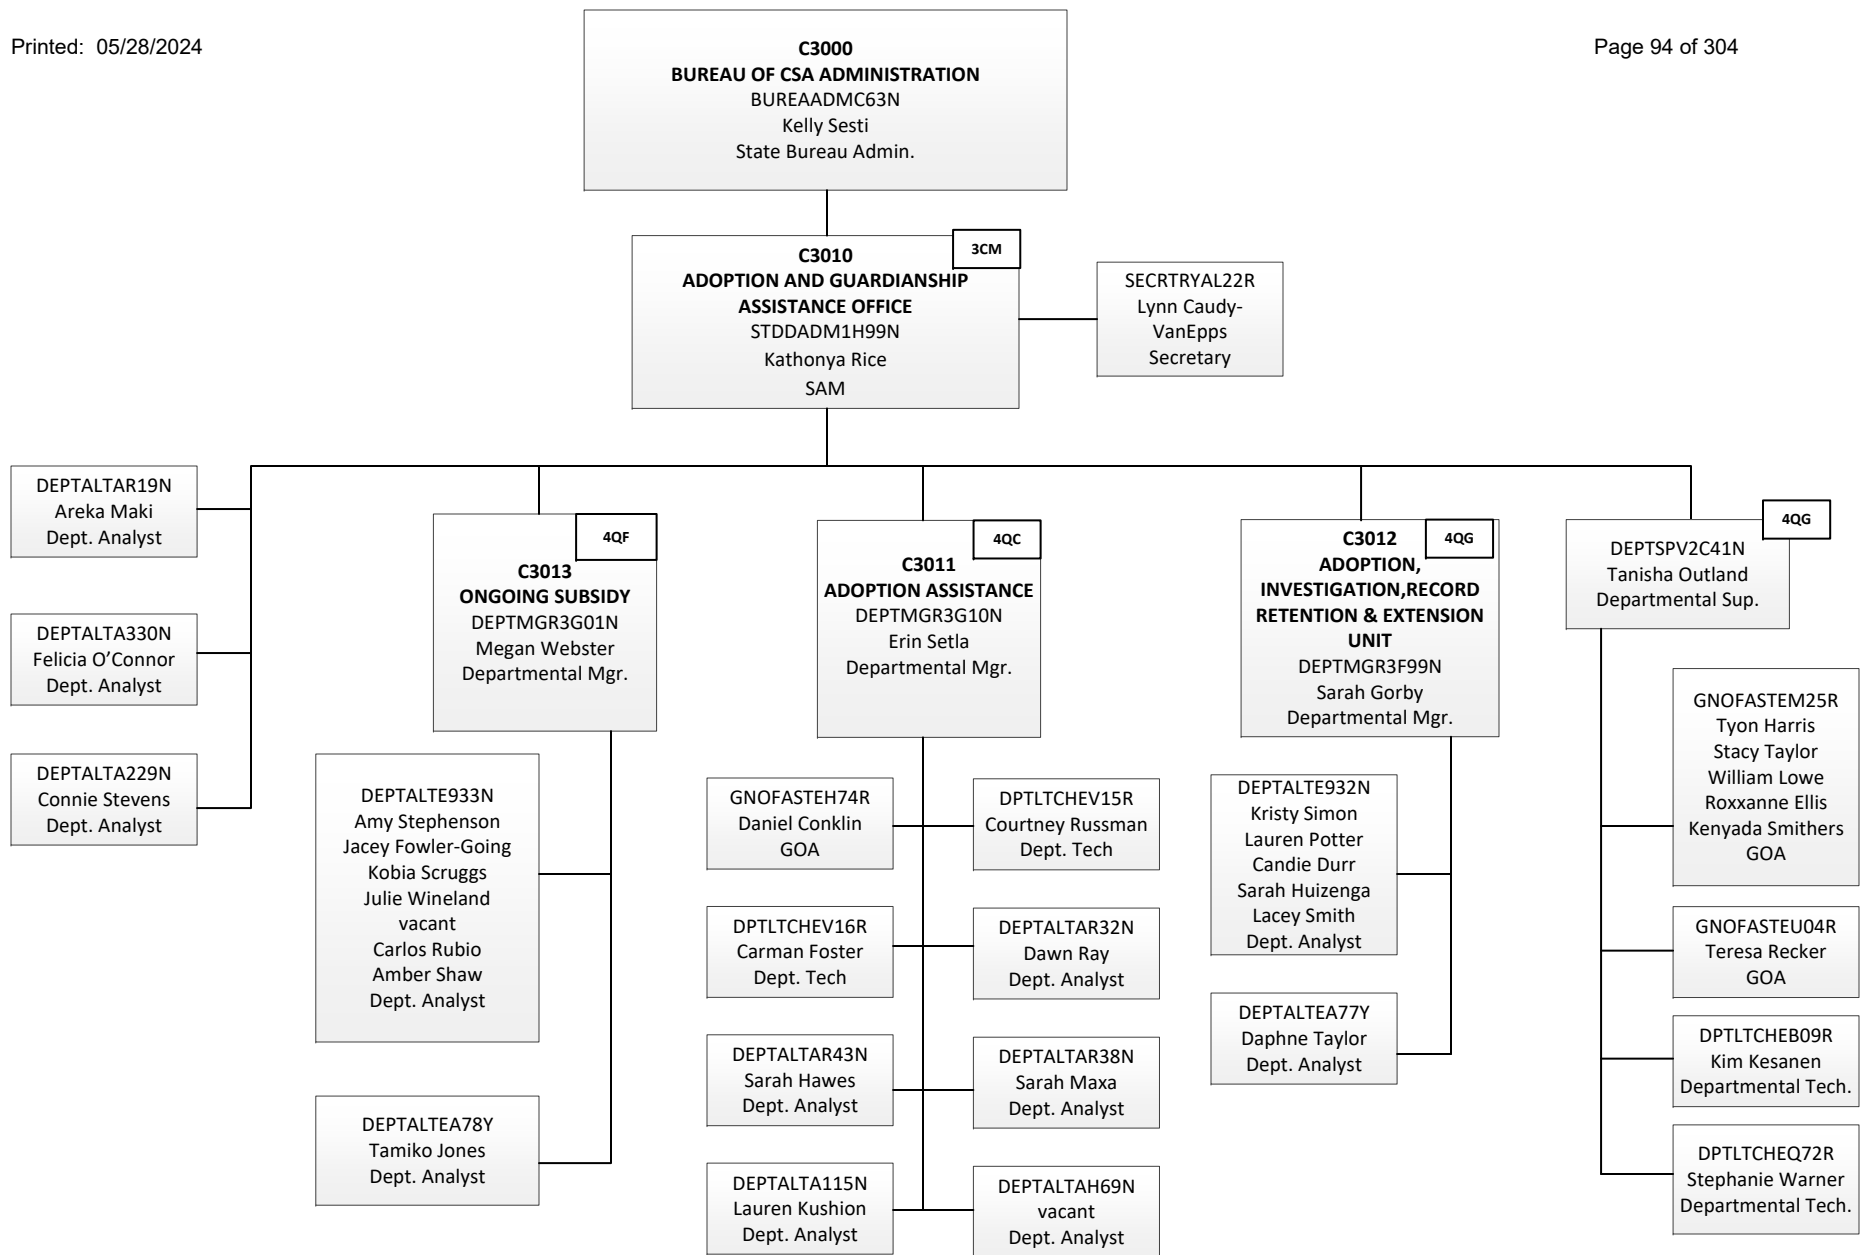 Printed: 05/28/2024
Page 94 of 304
C3000
BUREAU OF CSA ADMINISTRATION
BUREAADMC63N
Kelly Sesti
State Bureau Admin.
3CM
C3010
ADOPTION AND GUARDIANSHIP
ASSISTANCE OFFICE
STDDADM1H99N
Kathonya Rice
SAM
SECRTRYAL22R
Lynn Caudy-
VanEpps
Secretary
DEPTALTAR19N
Areka Maki
Dept. Analyst
DEPTALTA330N
Felicia O’Connor
Dept. Analyst
DEPTALTA229N
Connie Stevens
Dept. Analyst
4QF
C3013
ONGOING SUBSIDY
DEPTMGR3G01N
Megan Webster
Departmental Mgr.
DEPTALTE933N
Amy Stephenson
Jacey Fowler-Going
Kobia Scruggs
Julie Wineland
vacant
Carlos Rubio
Amber Shaw
Dept. Analyst
DEPTALTEA78Y
Tamiko Jones
Dept. Analyst
4QC
C3011
ADOPTION ASSISTANCE
DEPTMGR3G10N
Erin Setla
Departmental Mgr.
GNOFASTEH74R
Daniel Conklin
GOA
DPTLTCHEV15R
Courtney Russman
Dept. Tech
DPTLTCHEV16R
Carman Foster
Dept. Tech
DEPTALTAR32N
Dawn Ray
Dept. Analyst
DEPTALTAR43N
Sarah Hawes
Dept. Analyst
DEPTALTAR38N
Sarah Maxa
Dept. Analyst
DEPTALTA115N
Lauren Kushion
Dept. Analyst
DEPTALTAH69N
vacant
Dept. Analyst
4QG
C3012
ADOPTION,
INVESTIGATION,RECORD
RETENTION & EXTENSION
UNIT
DEPTMGR3F99N
Sarah Gorby
Departmental Mgr.
DEPTALTE932N
Kristy Simon
Lauren Potter
Candie Durr
Sarah Huizenga
Lacey Smith
Dept. Analyst
DEPTALTEA77Y
Daphne Taylor
Dept. Analyst
4QG
DEPTSPV2C41N
Tanisha Outland
Departmental Sup.
GNOFASTEM25R
Tyon Harris
Stacy Taylor
William Lowe
Roxxanne Ellis
Kenyada Smithers
GOA
GNOFASTEU04R
Teresa Recker
GOA
DPTLTCHEB09R
Kim Kesanen
Departmental Tech.
DPTLTCHEQ72R
Stephanie Warner
Departmental Tech.